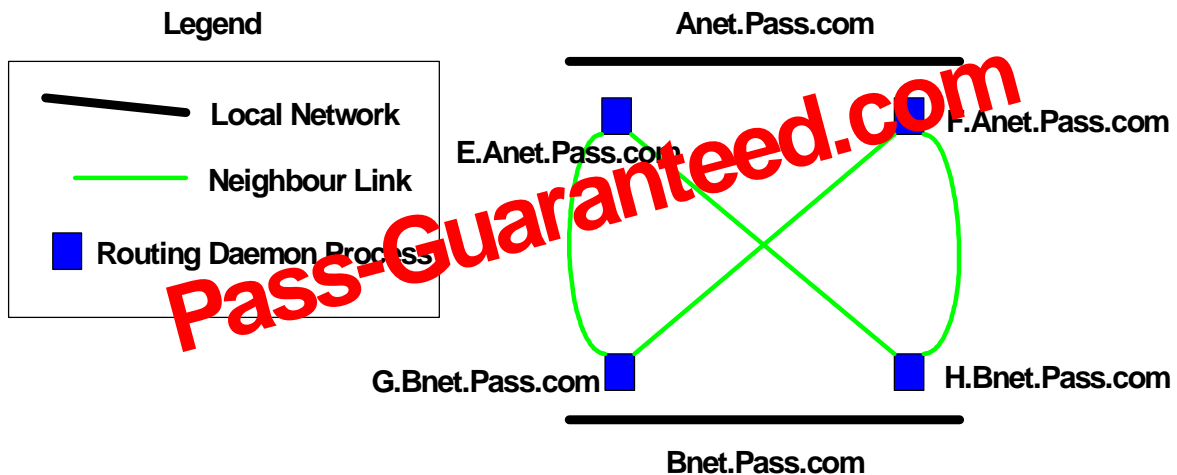 Legend
Local Network
Neighbour Link
Routing Daemon Process
Anet.Pass.com
E.Anet.Pass.com
F.Anet.Pass.com
G.Bnet.Pass.com
H.Bnet.Pass.com
Bnet.Pass.com
Pass-Guaranteed.com